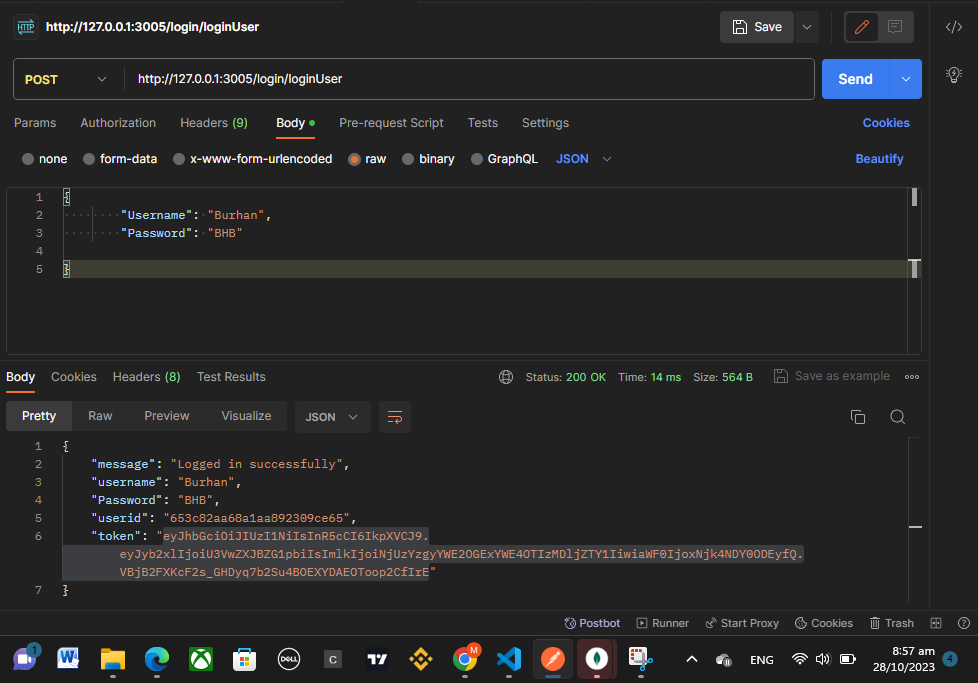 HTTP http://127.0.0.1:3005/login/loginUser Save
POST http://127.0.0.1:3005/login/loginUser Send
Params Authorization Headers (9) Body Pre-request Script Tests Settings Cookies
none form-data x-www-form-urlencoded raw binary GraphQL JSON Beautify
1 {
2 "Username": "Burhan",
3 "Password": "BHB"
4
5 }
Body Cookies Headers (8) Test Results Status: 200 OK Time: 14 ms Size: 564 B Save as example
Pretty Raw Preview Visualize JSON
1 {
2 "message": "Logged in successfully",
3 "username": "Burhan",
4 "Password": "BHB",
5 "userid": "653c82aa68a1aa892309ce65",
6 "token": "eyJhbGciOiJIUzI1NiIsInR5cCI6IkpXVCJ9.
eyJyb2xlIjoiU3VwZXJBZG1pbiIsImlkIjoiNjUzYzgyYWE2OGExYWE4OTIzMDljZTY1IiwiaWF0IjoxNjk4NDY0ODEyfQ.
VBjB2FXKcF2s_GHDyq7b2Su4BOEXYDAEOToop2CfIrE"
7 }
Postbot Runner Start Proxy Cookies Trash
1 W DELL C M ENG 8:57 am 4
28/10/2023